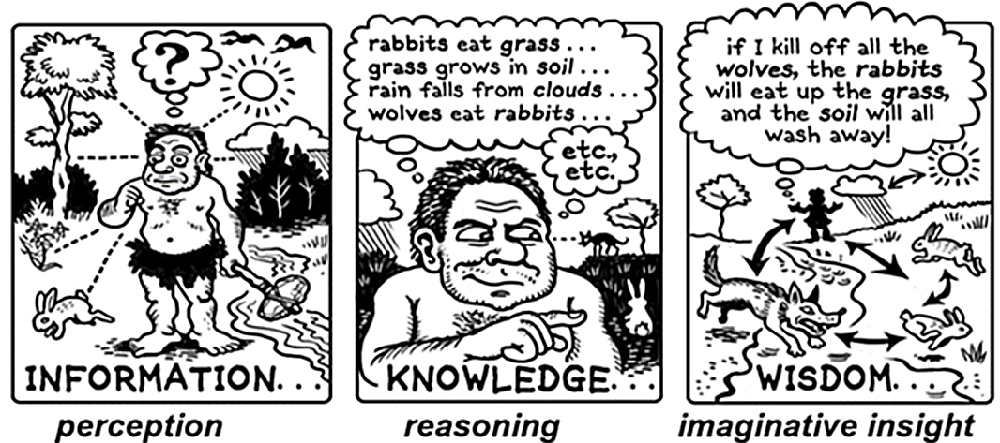 ?
INFORMATION...
perception
rabbits eat grass...
grass grows in soil...
rain falls from clouds...
wolves eat rabbits...
etc.,
etc.
KNOWLEDGE...
reasoning
if I kill off all the
wolves, the rabbits
will eat up the grass,
and the soil will all
wash away!
WISDOM...
imaginative insight